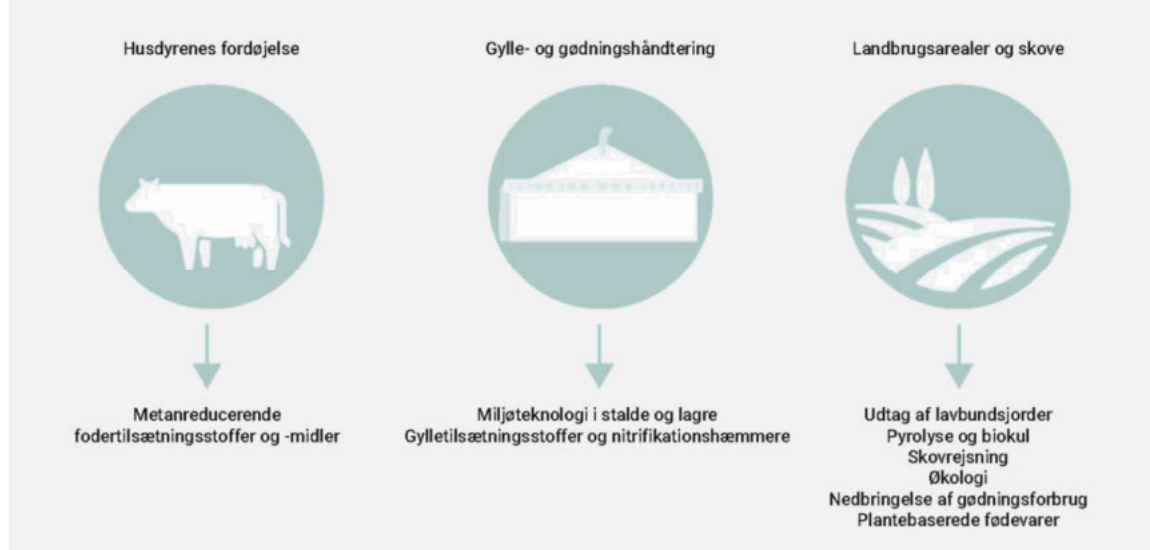 Husdyrenes fordøjelse
Gylle- og gødningshåndtering
Landbrugsarealer og skove
Metanreducerende
fodertilsætningsstoffer og -midler
Miljøteknologi i stalde og lagre
Gylletilsætningsstoffer og nitrifikationshæmmere
Udtag af lavbundsjorder
Pyrolyse og biokul
Skovrejsning
Økologi
Nedbringelse af gødningsforbrug
Plantebaserede fødevarer